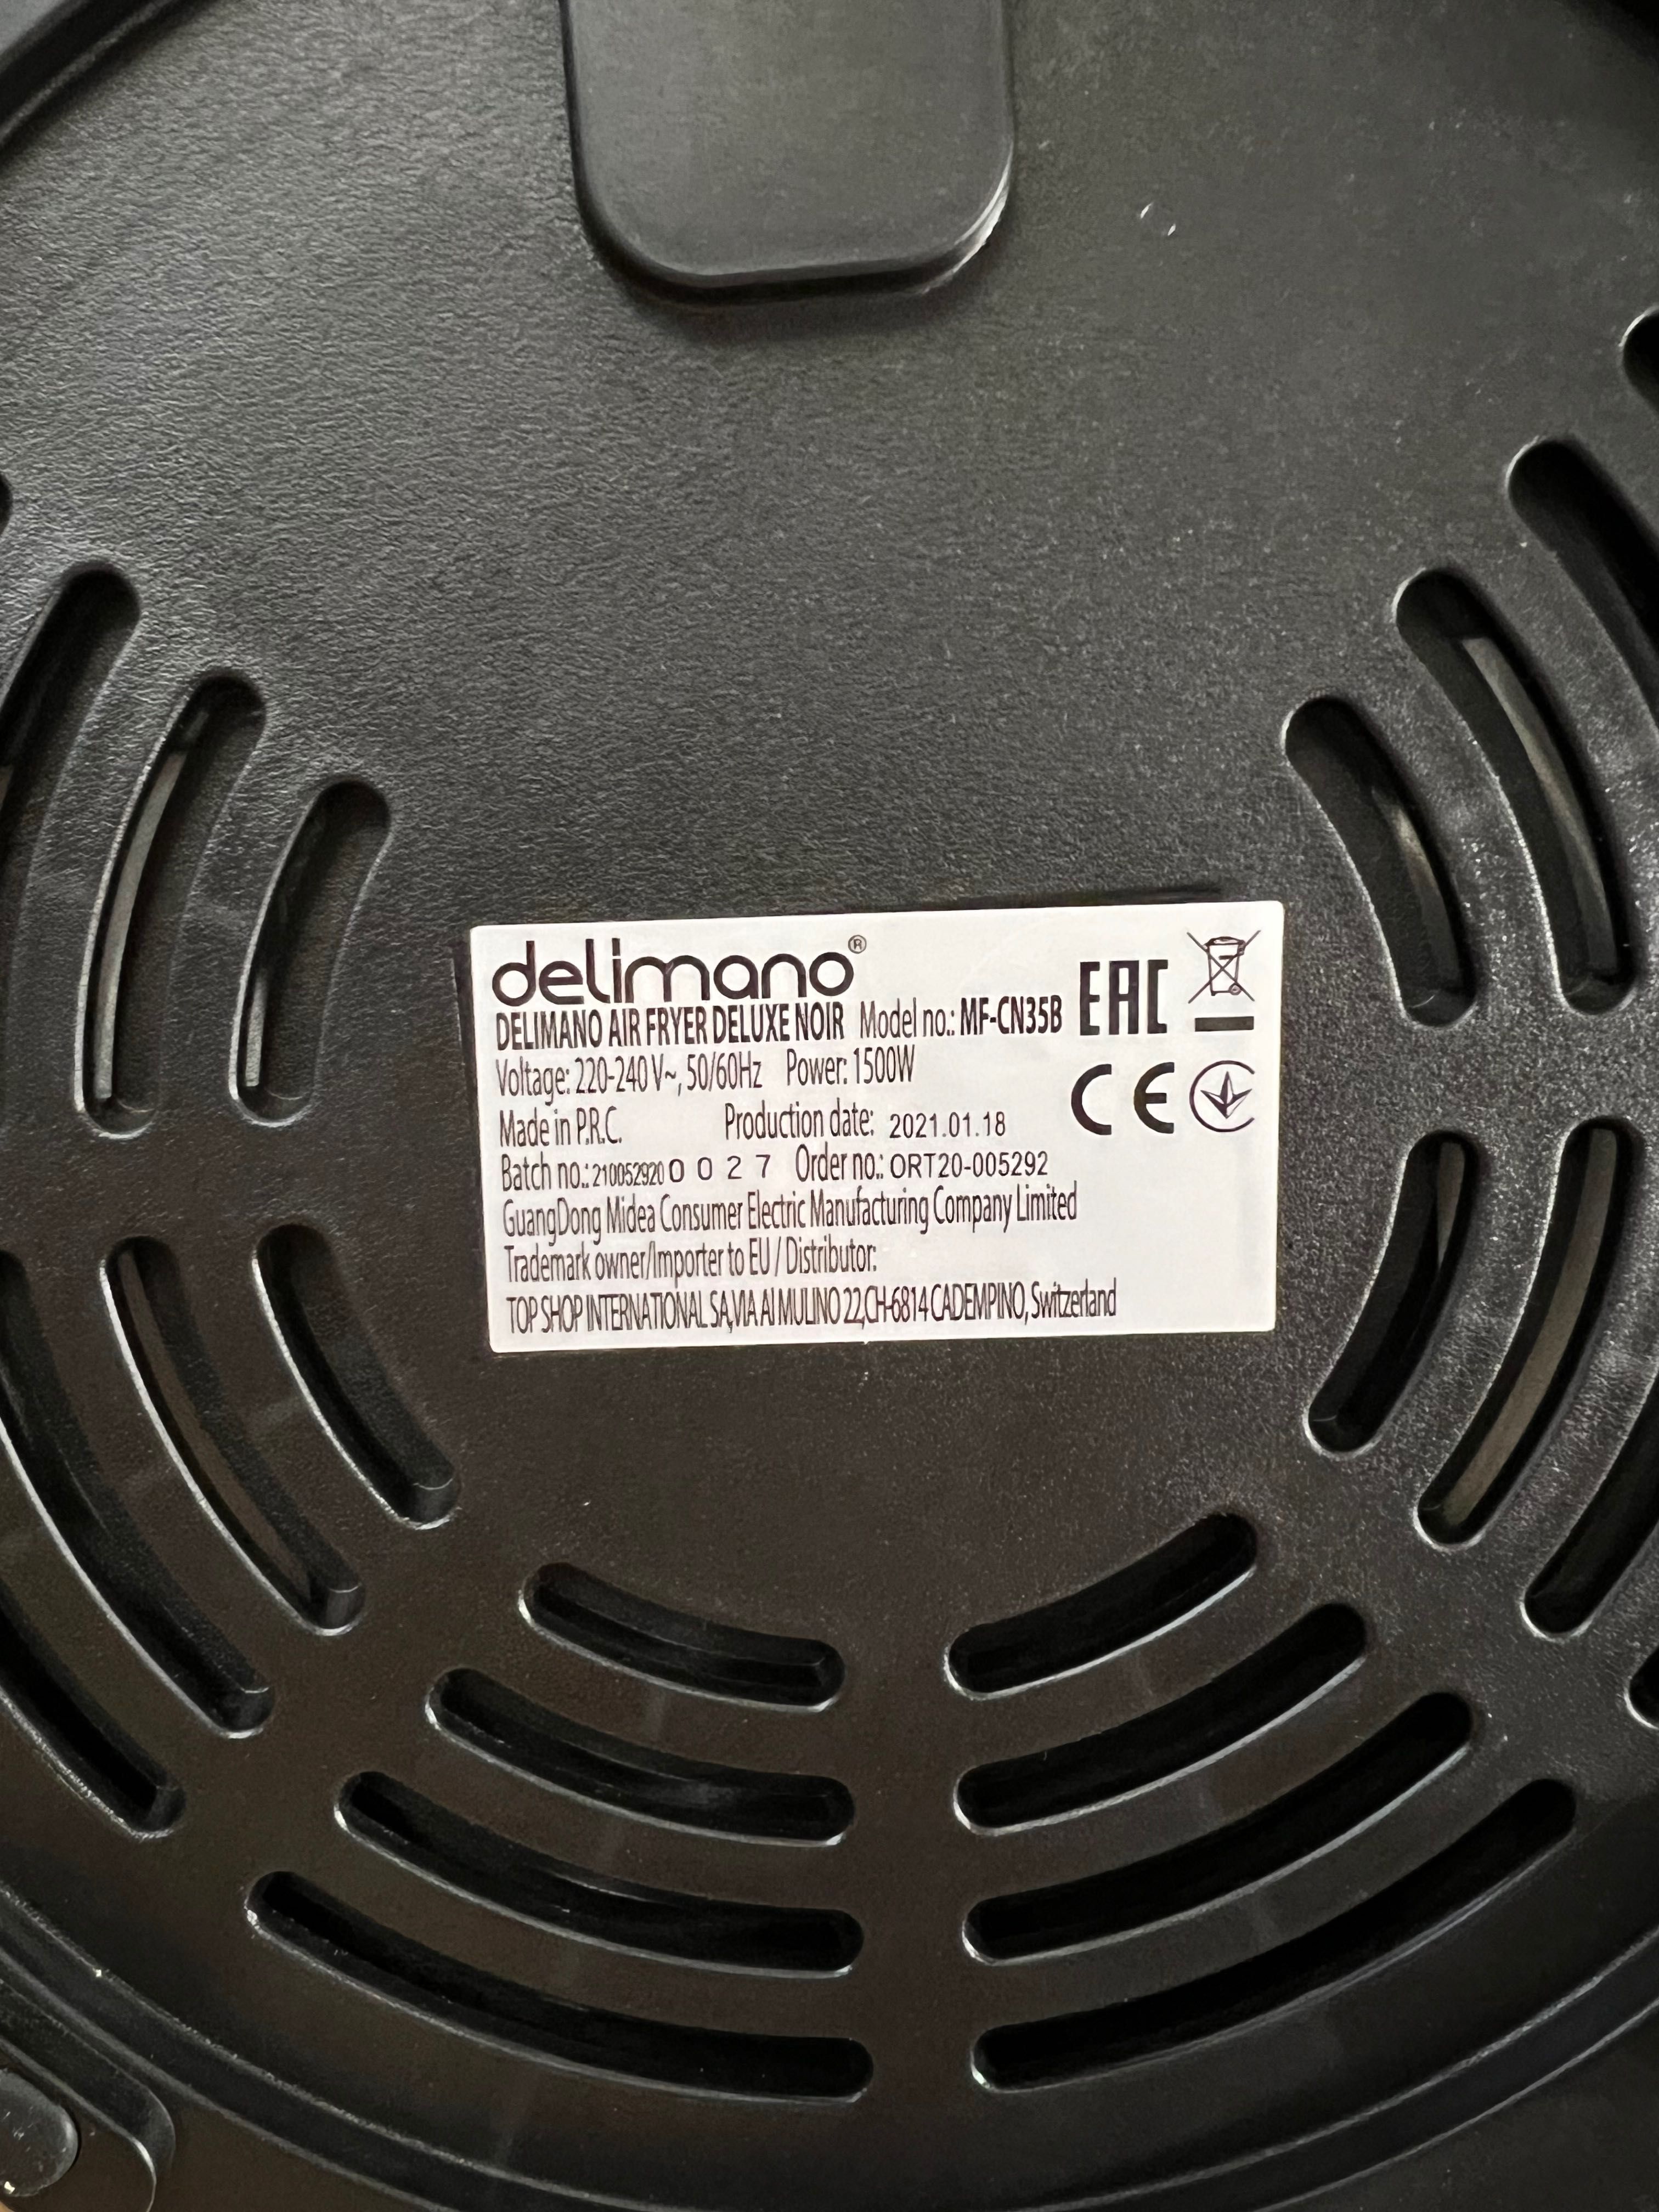 delimano®
DELIMANO AIR FRYER DELUXE NOIR Model no.: MF-CN35B EAC
Voltage: 220-240 V~, 50/60Hz Power: 1500W CE
Made in P.R.C. Production date: 2021.01.18
Batch no.: 210052920 0 0 2 7 Order no.: ORT20-005292
GuangDong Midea Consumer Electric Manufacturing Company Limited
Trademark owner/Importer to EU / Distributor:
TOP SHOP INTERNATIONAL SA,VIA AI MULINO 22,CH-6814 CADEMPINO, Switzerland